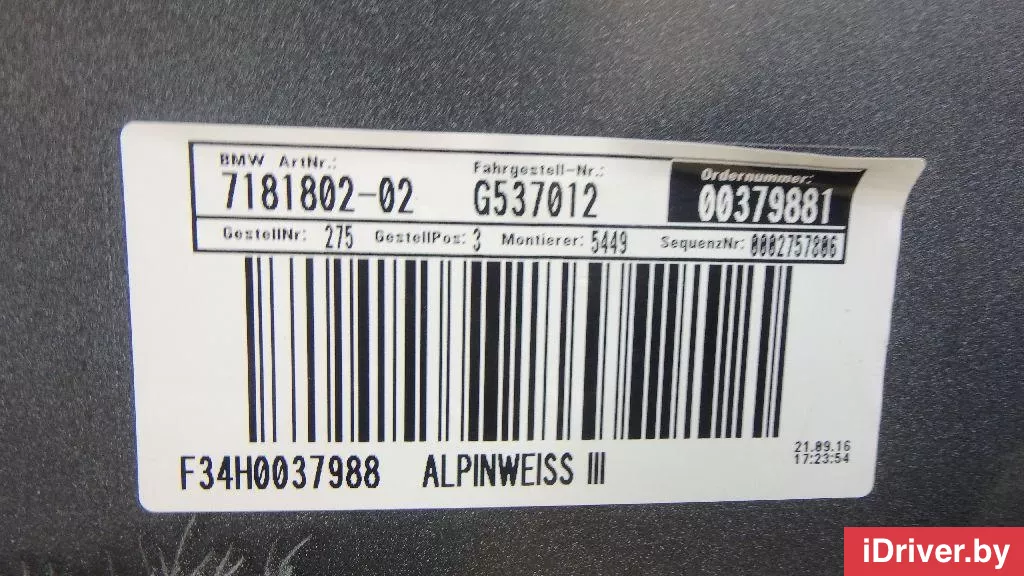 BMW ArtNr.: Fahrgestell-Nr.: Ordernummer:
7181802-02 G537012 00379881
GestellNr: 275 GestellPos: 3 Montierer: 5449 SequenzNr: 0002757806
F34H0037988 ALPINWEISS III
21.09.16
17:23:54
iDriver.by